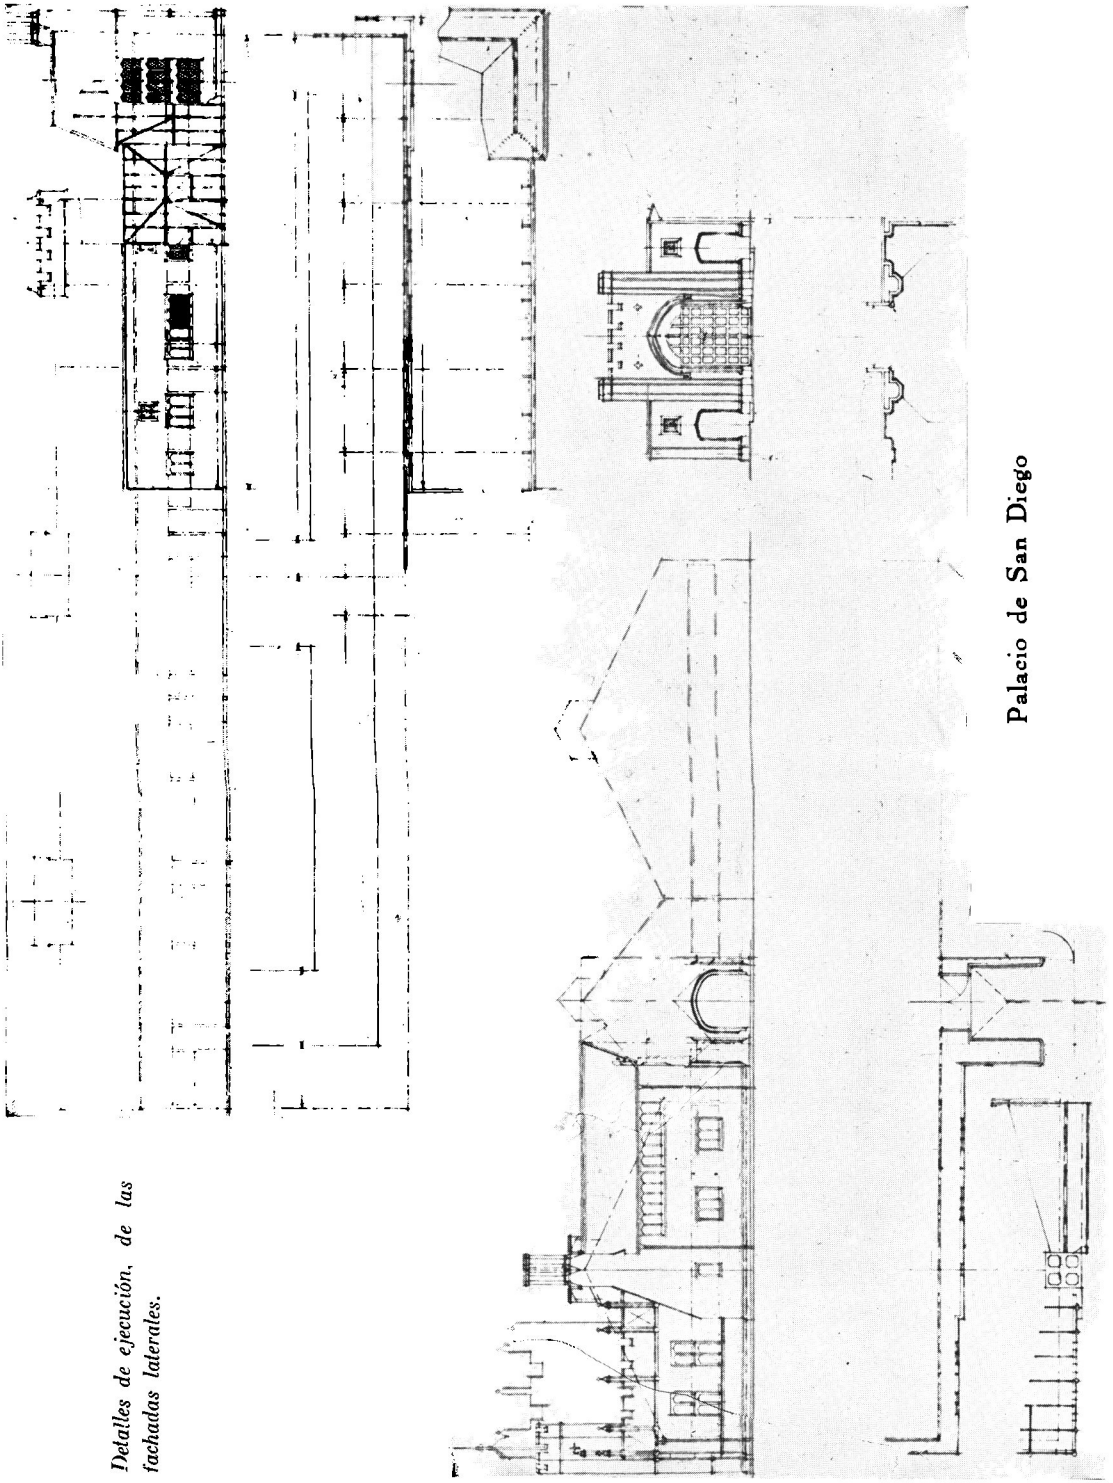 Detalles de ejecución, de las
fachadas laterales.
Palacio de San Diego